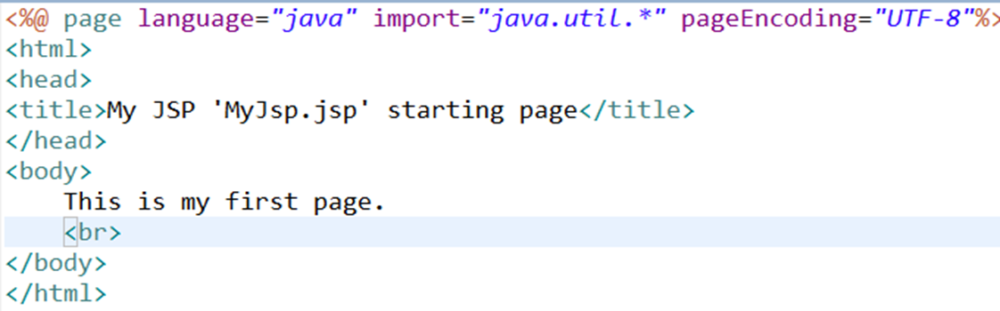 <%@ page language="java" import="java.util.*" pageEncoding="UTF-8"%>
<html>
<head>
<title>My JSP 'MyJsp.jsp' starting page</title>
</head>
<body>
    This is my first page.
    <br>
</body>
</html>